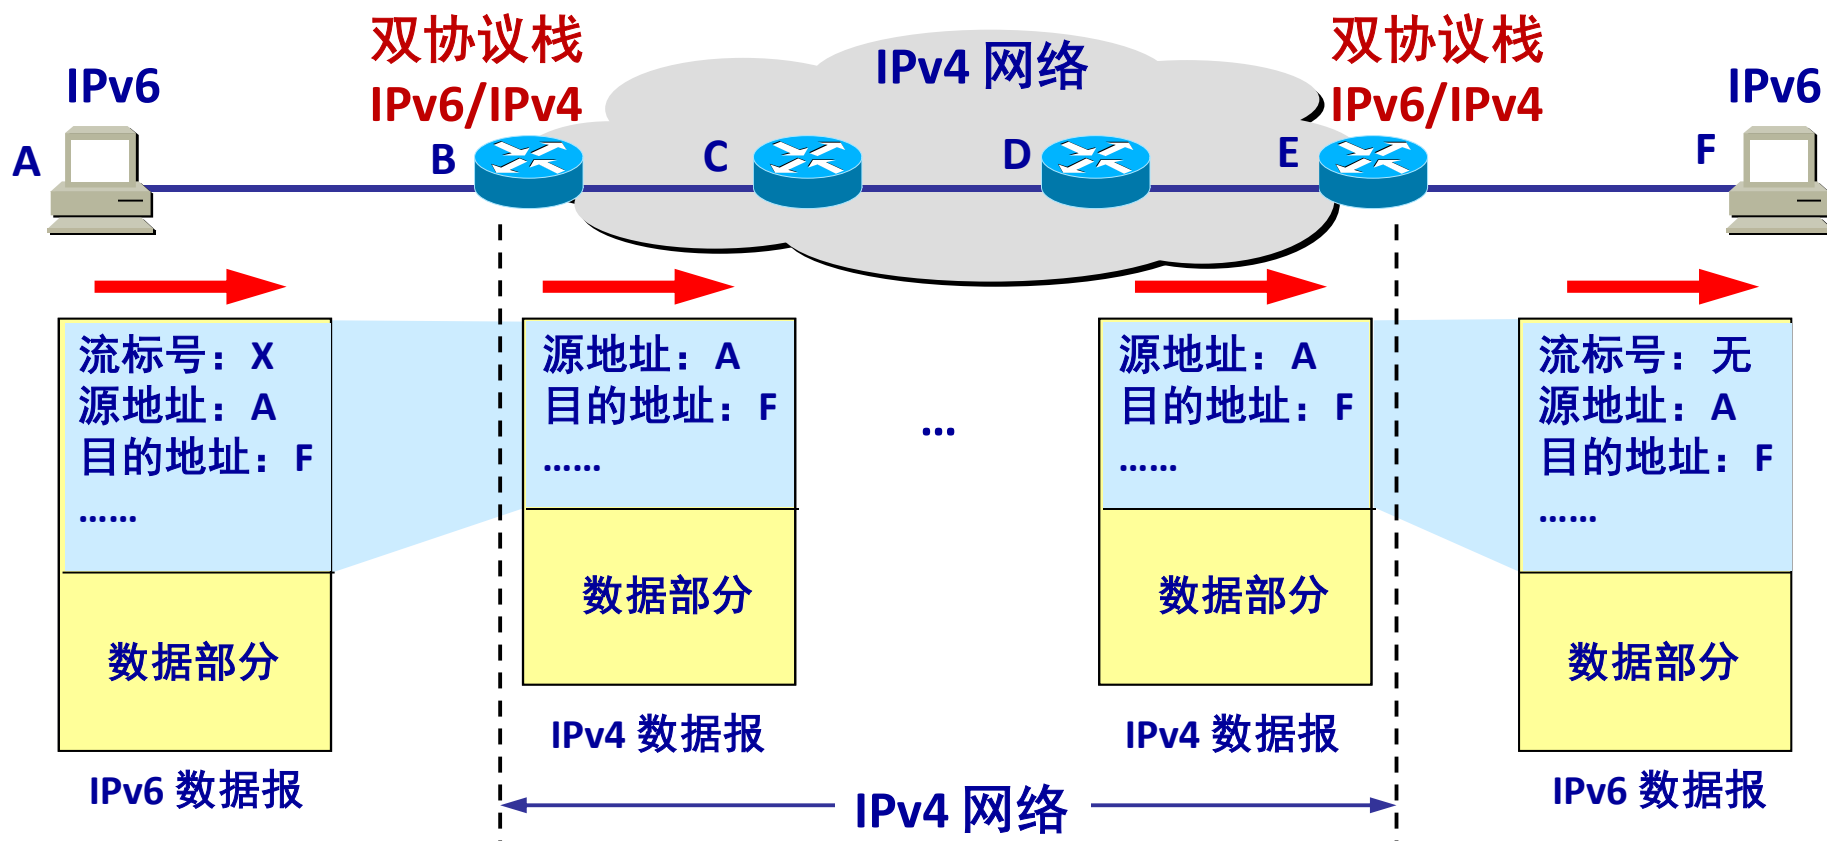 双协议栈
IPv6/IPv4
IPv4 网络
双协议栈
IPv6/IPv4
IPv6
IPv6
A
B
C
D
E
F
流标号：X
源地址：A
目的地址：F
……
数据部分
IPv6 数据报
源地址：A
目的地址：F
……
数据部分
IPv4 数据报
…
源地址：A
目的地址：F
……
数据部分
IPv4 数据报
流标号：无
源地址：A
目的地址：F
……
数据部分
IPv6 数据报
IPv4 网络